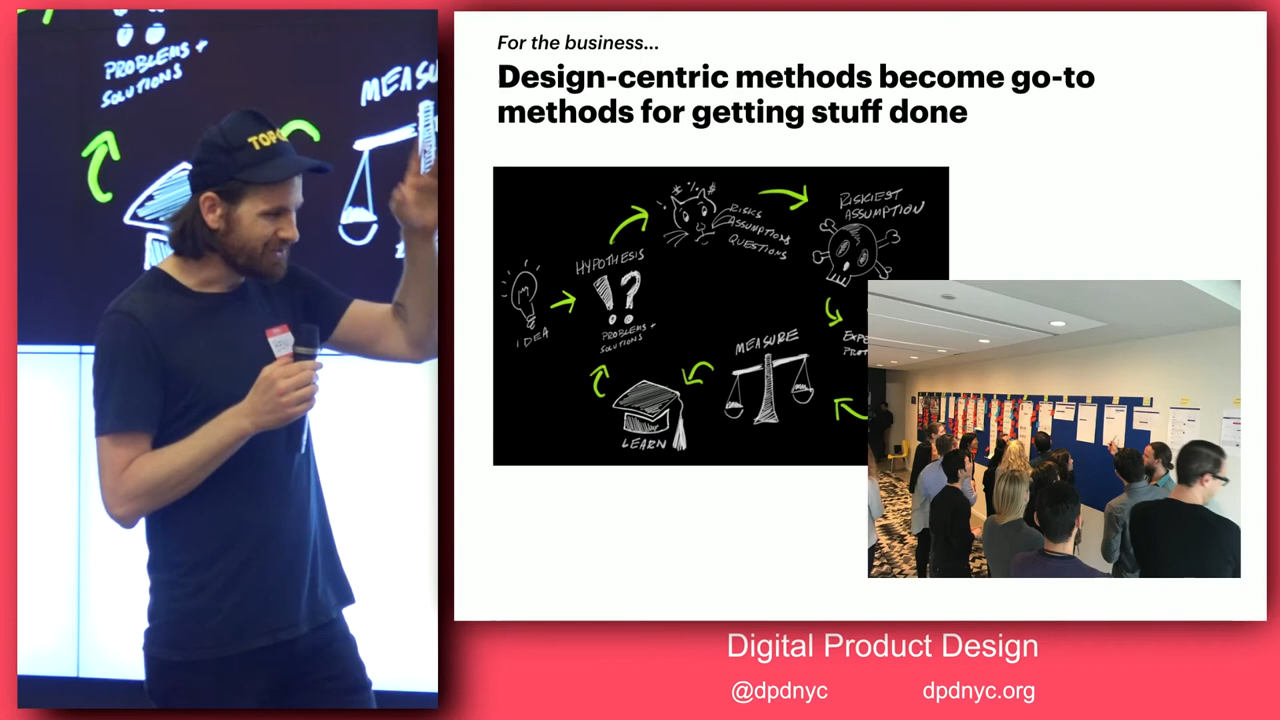 PROBLEMS +
SOLUTIONS
For the business...
Design-centric methods become go-to
methods for getting stuff done
IDEA
HYPOTHESIS
PROBLEMS +
SOLUTIONS
RISKS
ASSUMPTIONS
QUESTIONS
RISKIEST
ASSUMPTION
MEASURE
LEARN
Digital Product Design
@dpdnyc
dpdnyc.org